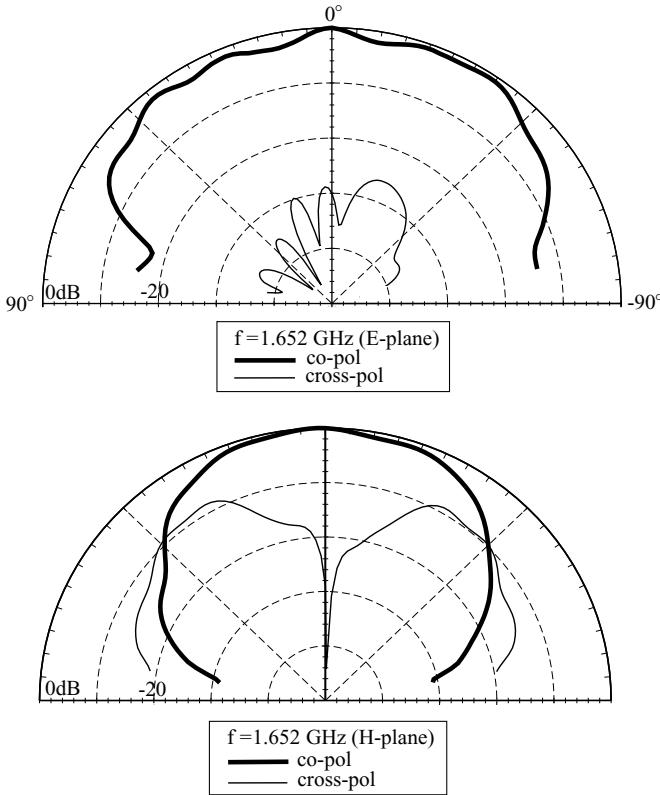 0°
90°
0dB
-20
-90°
f =1.652 GHz (E-plane)
co-pol
cross-pol
0dB
-20
f =1.652 GHz (H-plane)
co-pol
cross-pol